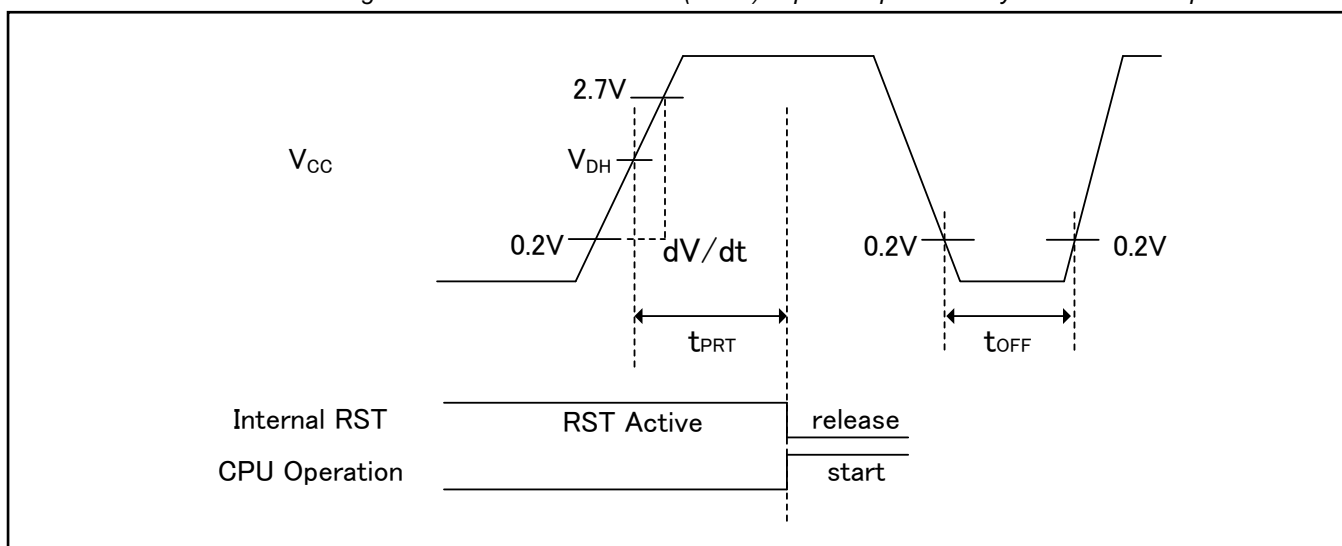 2.7V
VCC
VDH
0.2V
dV/dt
0.2V
0.2V
tPRT
tOFF
Internal RST
RST Active
release
CPU Operation
start